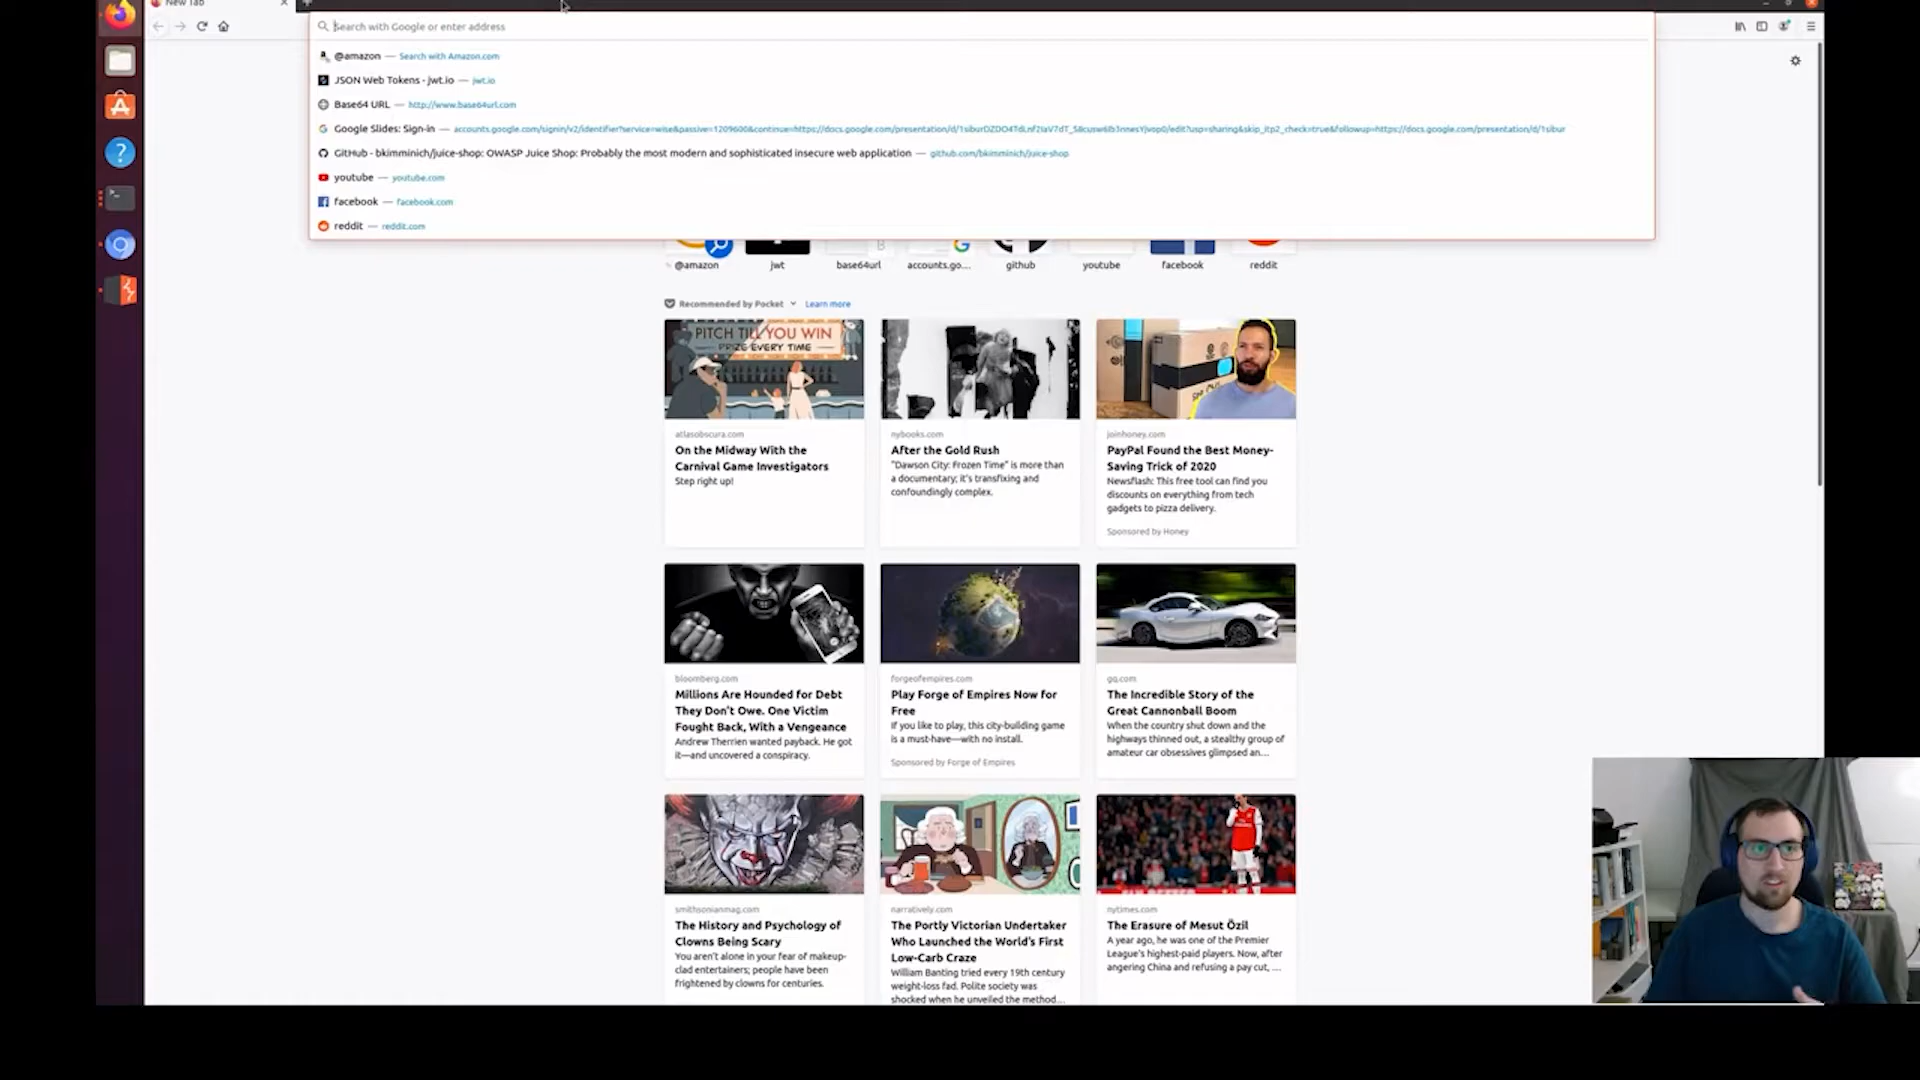 New Tab
Search with Google or enter address
@amazon — Search with Amazon.com
JSON Web Tokens - jwt.io — jwt.io
Base64 URL — http://www.base64url.com
Google Slides: Sign-in —
GitHub - bkimminich/juice-shop: OWASP Juice Shop: Probably the most modern and sophisticated insecure web application — github.com/bkimminich/juice-shop
youtube — youtube.com
facebook — facebook.com
reddit — reddit.com
@amazon
jwt
base64url
accounts.go...
github
youtube
facebook
reddit
Recommended by Pocket
Learn more
PITCH TILL YOU WIN
PRIZE EVERY TIME
atlasobscura.com
On the Midway With the
Carnival Game Investigators
Step right up!
nybooks.com
After the Gold Rush
"Dawson City: Frozen Time" is more than
a documentary; it's transfixing and
confoundingly complex.
joinhoney.com
PayPal Found the Best Money-
Saving Trick of 2020
Newsflash: This free tool can find you
discounts on everything from tech
gadgets to pizza delivery.
Sponsored by Honey
bloomberg.com
Millions Are Hounded for Debt
They Don't Owe. One Victim
Fought Back, With a Vengeance
Andrew Therrien wanted payback. He got
it—and uncovered a conspiracy.
forgeofempires.com
Play Forge of Empires Now for
Free
If you like to play, this city-building game
is a must-have—with no install.
Sponsored by Forge of Empires
gq.com
The Incredible Story of the
Great Cannonball Boom
When the country shut down and the
highways thinned out, a stealthy group of
amateur car obsessives glimpsed an...
smithsonianmag.com
The History and Psychology of
Clowns Being Scary
You aren't alone in your fear of makeup-
clad entertainers; people have been
frightened by clowns for centuries.
narratively.com
The Portly Victorian Undertaker
Who Launched the World's First
Low-Carb Craze
William Banting tried every 19th century
weight-loss fad. Polite society was
shocked when he unveiled the method...
nytimes.com
The Erasure of Mesut Özil
A year ago, he was one of the Premier
League's highest-paid players. Now, after
angering China and refusing a pay cut, ...